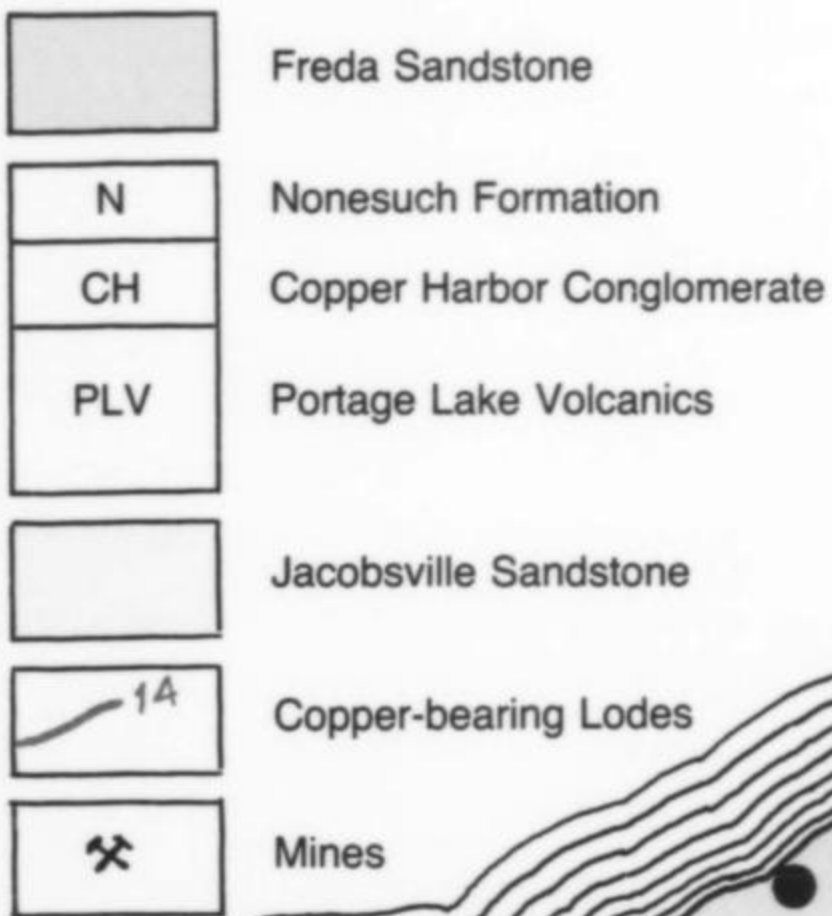 Freda Sandstone
N Nonesuch Formation
CH Copper Harbor Conglomerate
PLV Portage Lake Volcanics
Jacobsville Sandstone
14 Copper-bearing Lodes
Mines